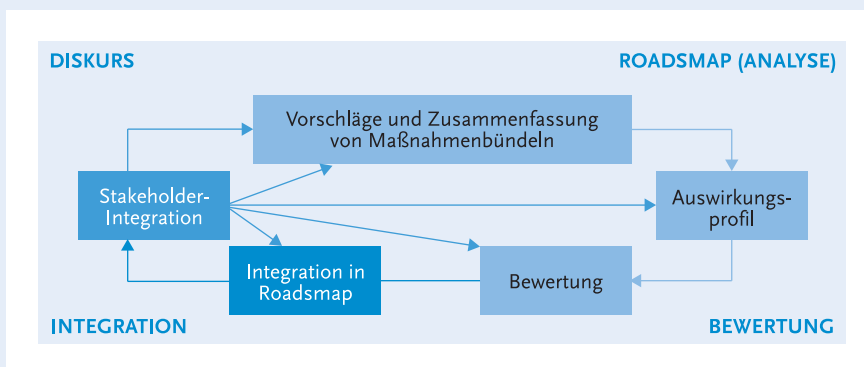 DISKURS
ROADSMAP (ANALYSE)
Vorschläge und Zusammenfassung
von Maßnahmenbündeln
Stakeholder-
Integration
Auswirkungs-
profil
Integration in
Roadsmap
Bewertung
INTEGRATION
BEWERTUNG